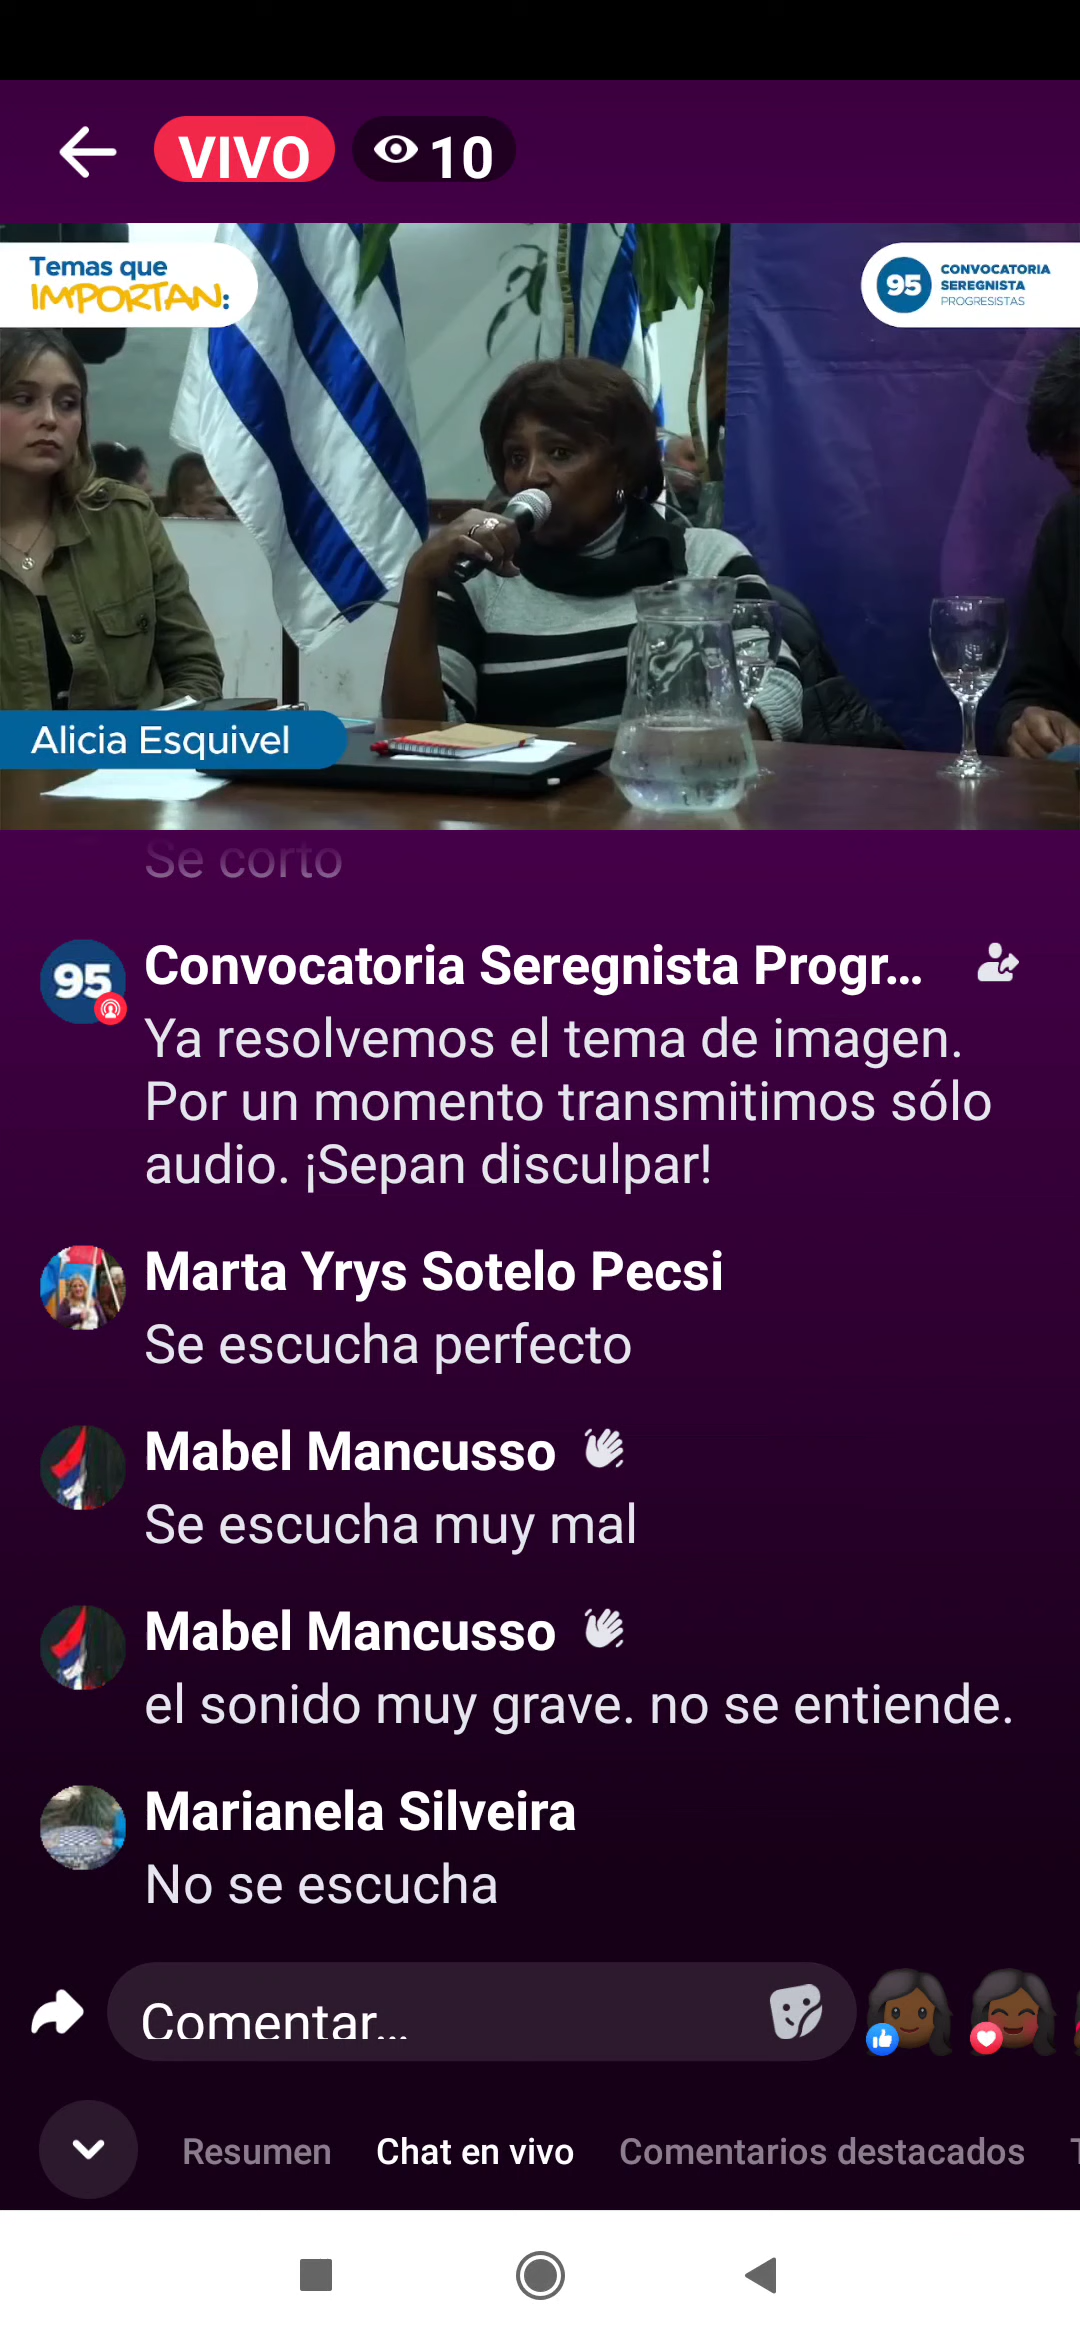 VIVO
10
Temas que
IMPORTAN:
95
CONVOCATORIA
SEREGNISTA
PROGRESISTAS
Alicia Esquivel
Se corto
95
Convocatoria Seregnista Progr...
Ya resolvemos el tema de imagen.
Por un momento transmitimos sólo
audio. ¡Sepan disculpar!
Marta Yrys Sotelo Pecsi
Se escucha perfecto
Mabel Mancusso
Se escucha muy mal
Mabel Mancusso
el sonido muy grave. no se entiende.
Marianela Silveira
No se escucha
Comentar...
Resumen
Chat en vivo
Comentarios destacados